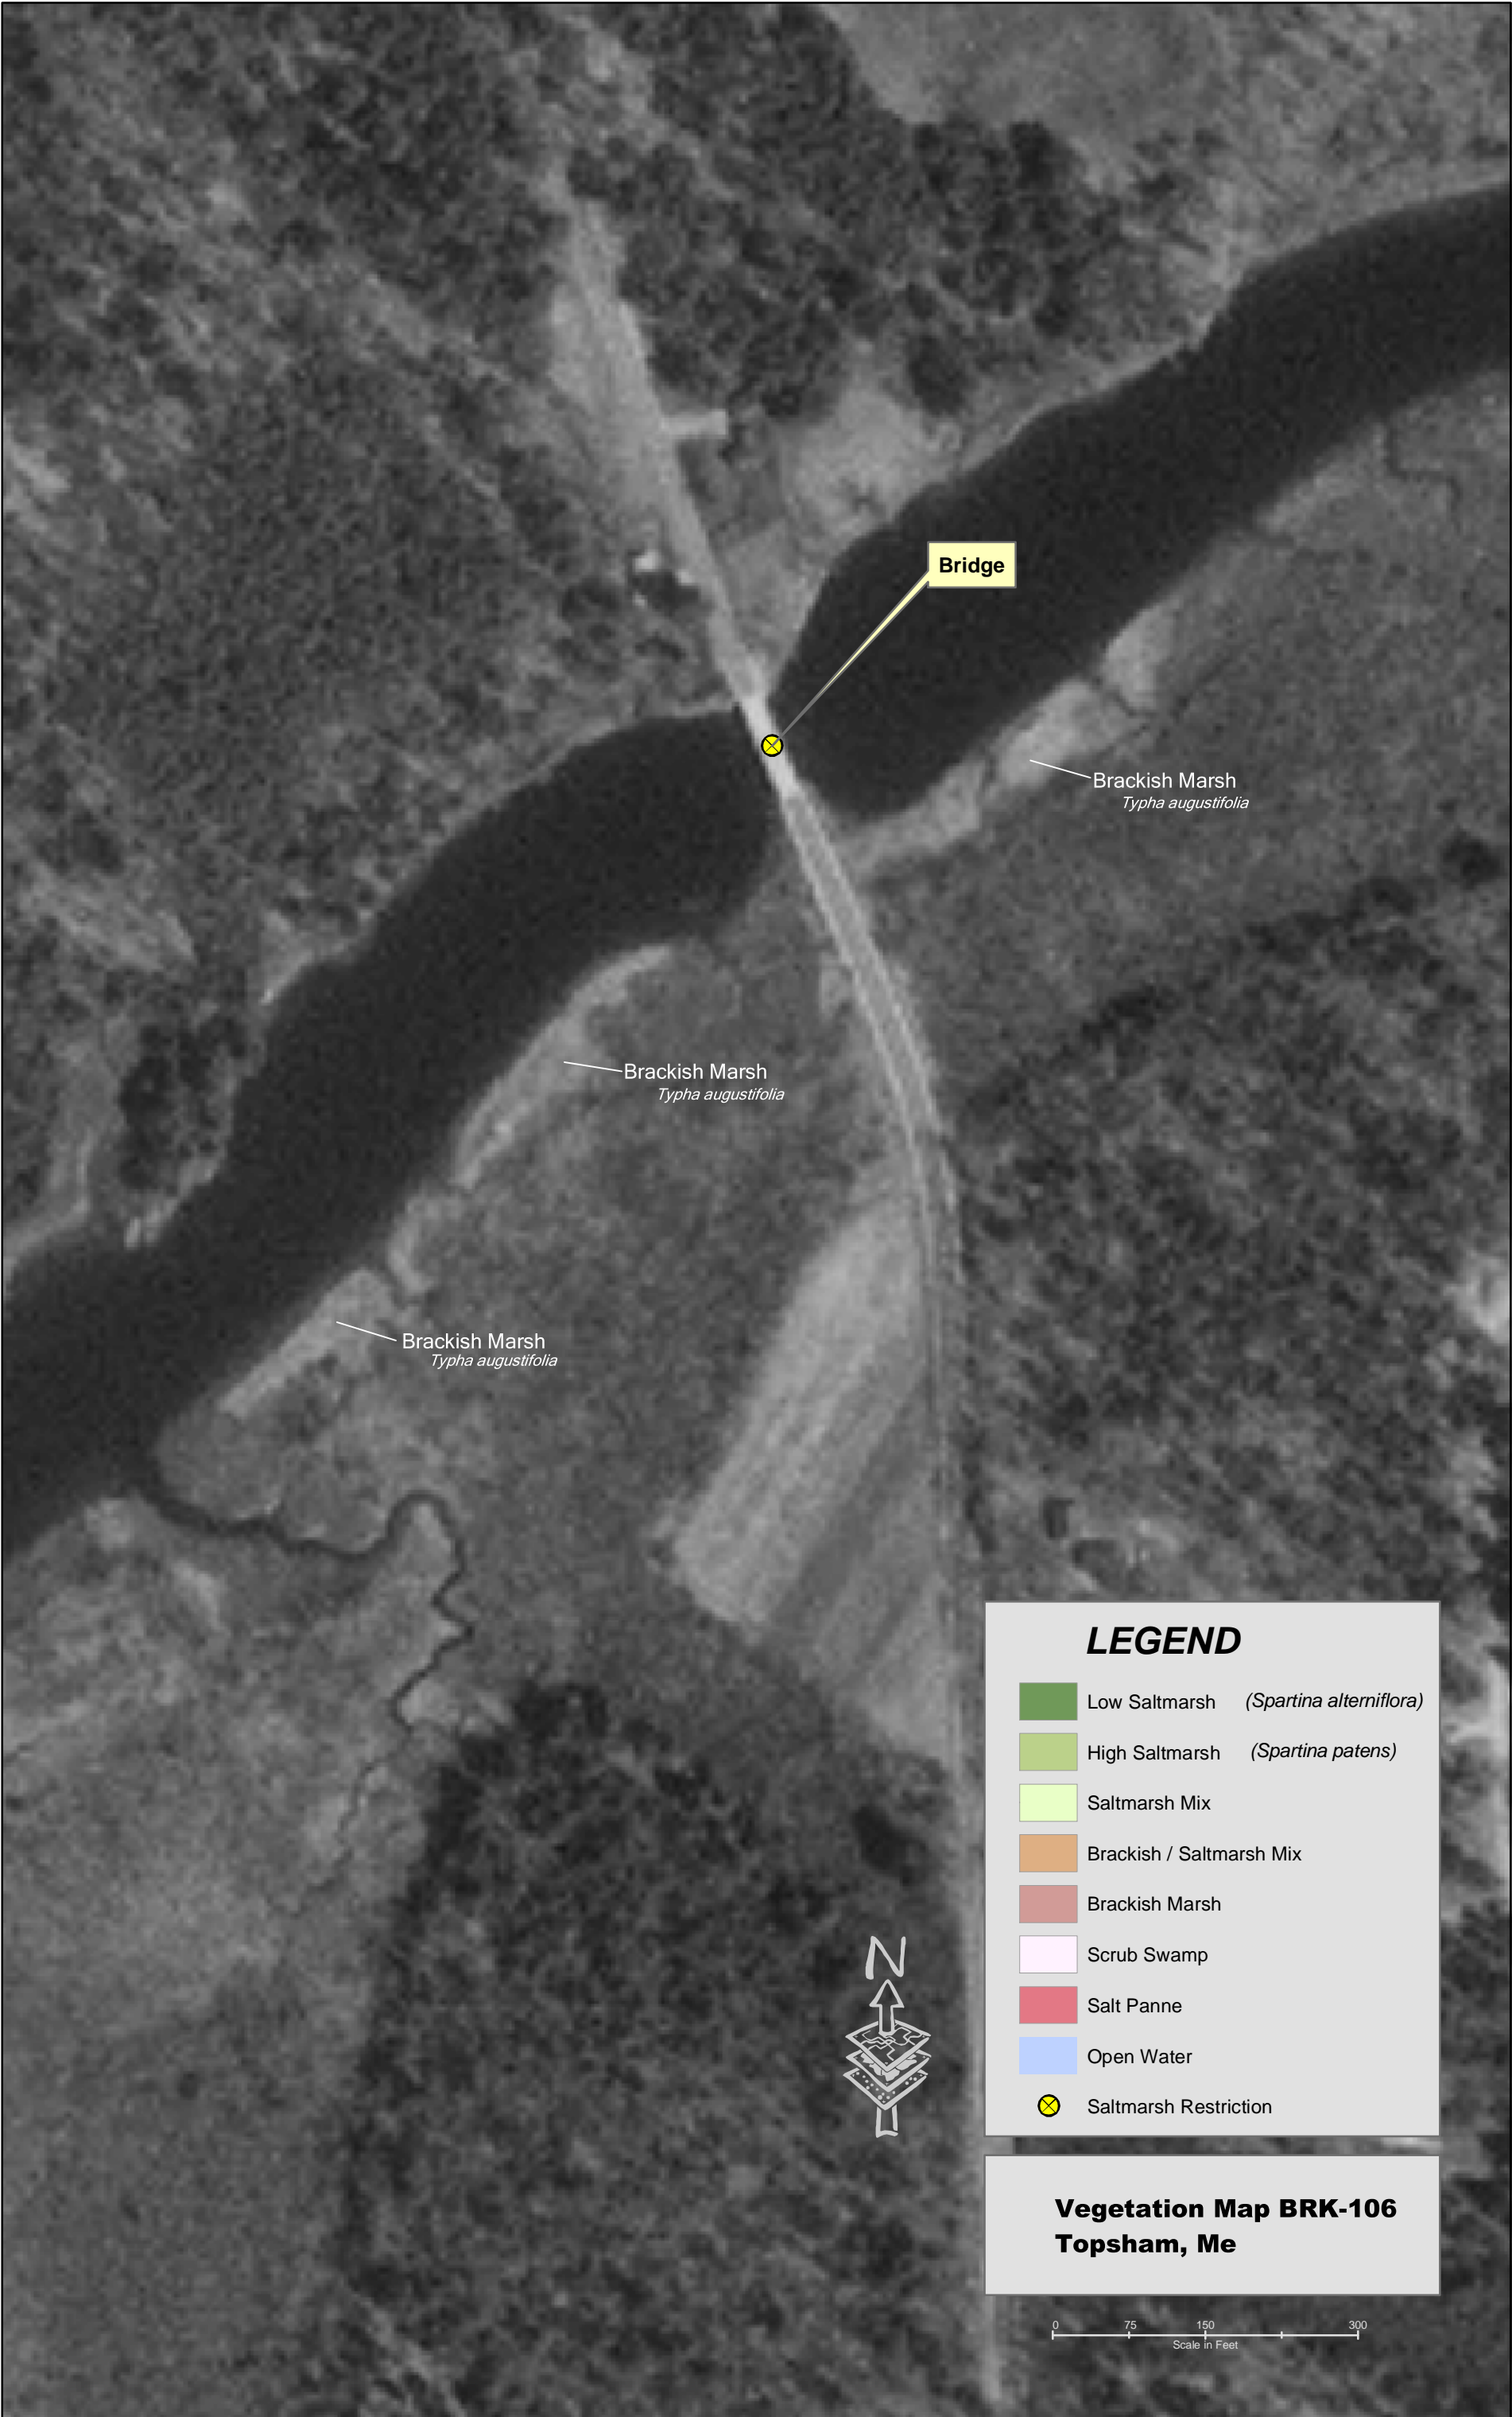 Bridge
Brackish Marsh
Typha augustifolia
Brackish Marsh
Typha augustifolia
Brackish Marsh
Typha augustifolia
LEGEND
Low Saltmarsh (Spartina alterniflora)
High Saltmarsh (Spartina patens)
Saltmarsh Mix
Brackish / Saltmarsh Mix
Brackish Marsh
Scrub Swamp
Salt Panne
Open Water
Saltmarsh Restriction
N
Vegetation Map BRK-106
Topsham, Me
0 75 150 300
Scale in Feet